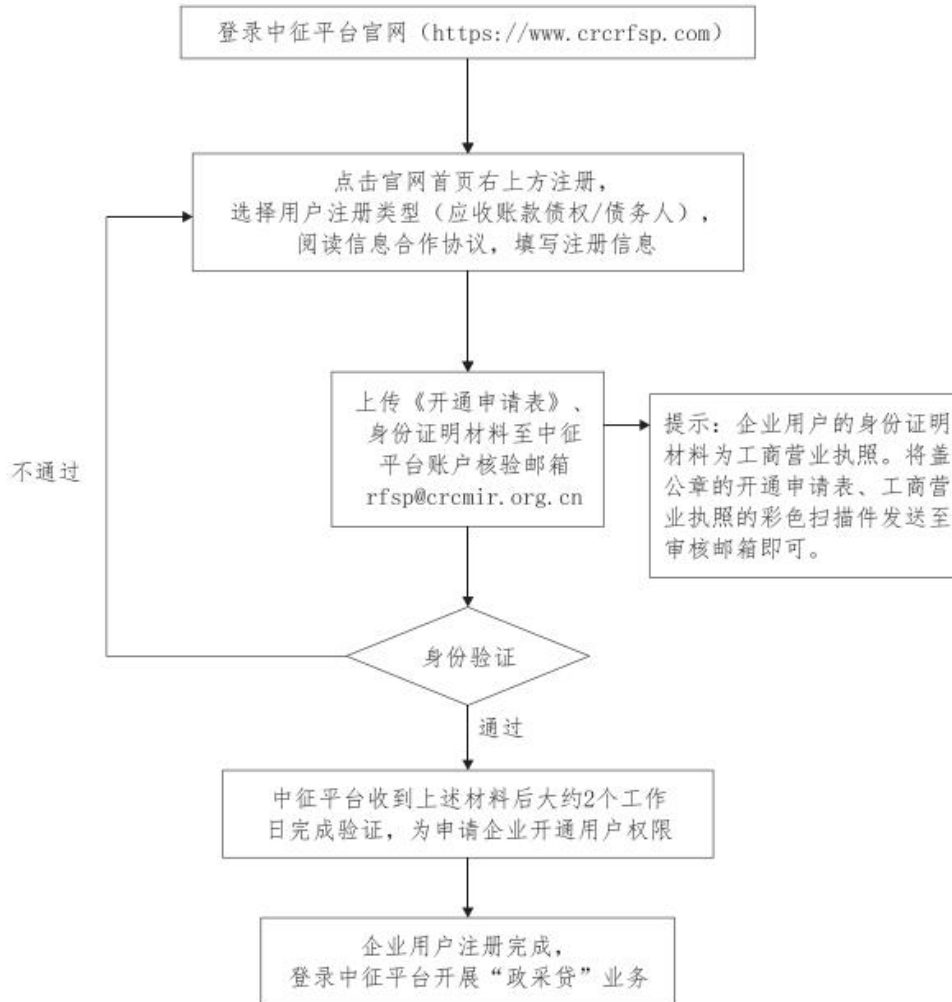 登录中征平台官网（https://www.crcrfsp.com）
点击官网首页右上方注册，
选择用户注册类型（应收账款债权/债务人），
阅读信息合作协议，填写注册信息
上传《开通申请表》、
身份证明材料至中征
平台账户核验邮箱
rfsp@crcmir.org.cn
提示：企业用户的身份证明
材料为工商营业执照。将盖
公章的开通申请表、工商营
业执照的彩色扫描件发送至
审核邮箱即可。
不通过
身份验证
通过
中征平台收到上述材料后大约2个工作
日完成验证，为申请企业开通用户权限
企业用户注册完成，
登录中征平台开展“政采贷”业务